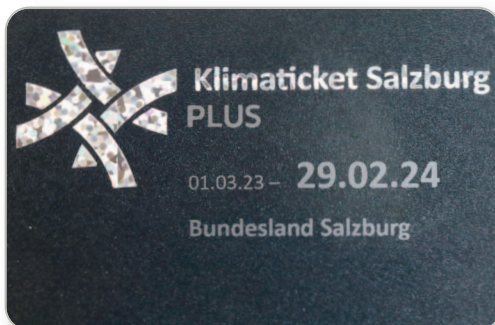 Klimaticket Salzburg
PLUS
01.03.23 – 29.02.24
Bundesland Salzburg